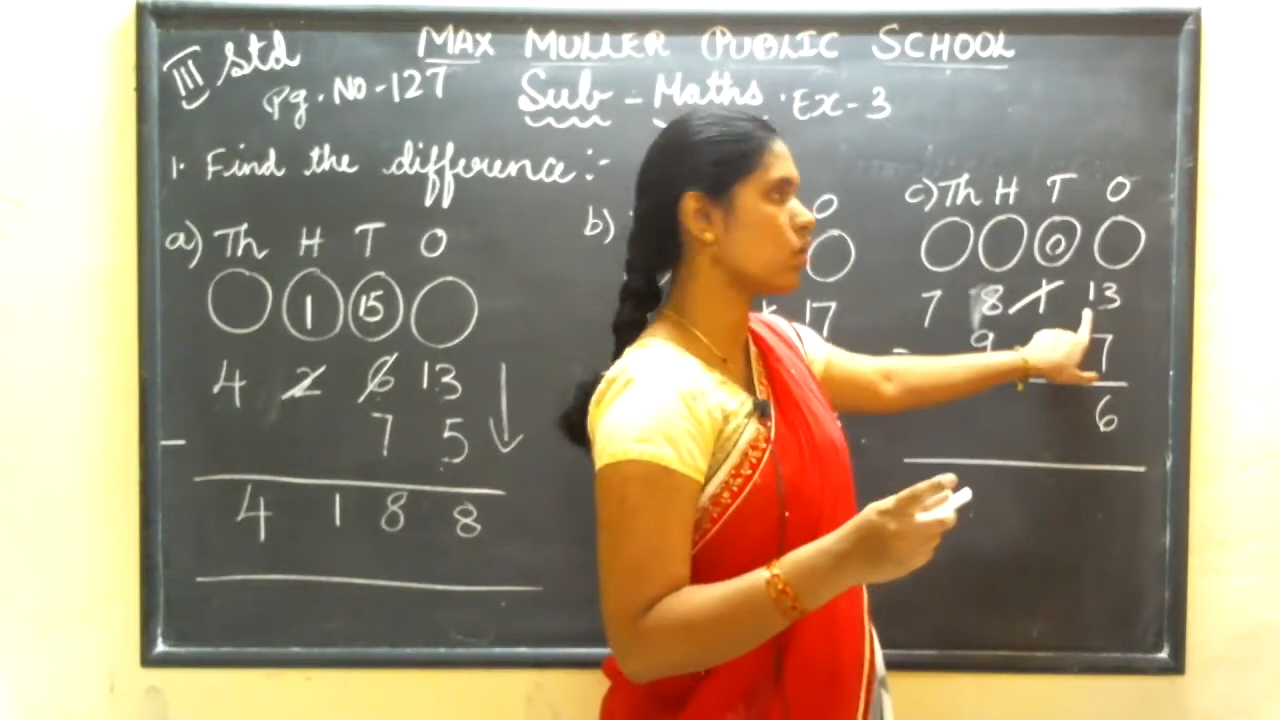 III Std MAX MULLER PUBLIC SCHOOL
Pg. No-127 Sub - Maths. Ex-3
1. Find the difference:-
a) Th H T O
1 15
4 2 6 13
- 7 5
4 1 8 8
b) O
17
c) Th H T O
0
7 8 1 13
- 9 7
6